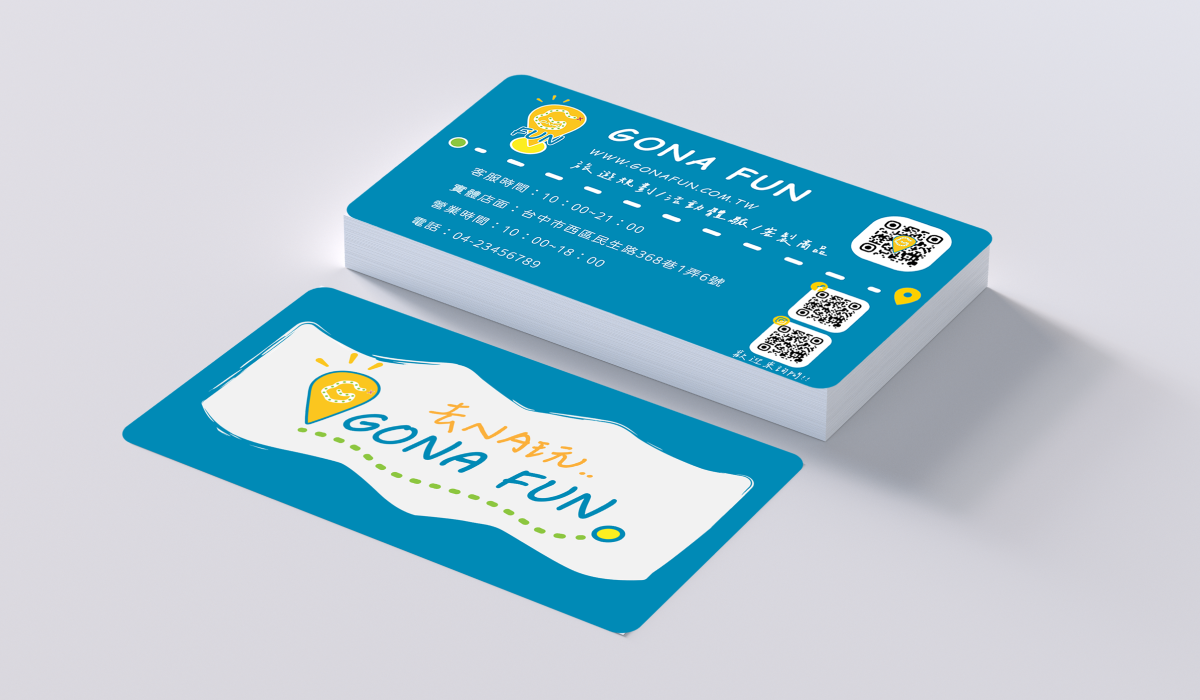 FUN
GONA FUN
WWW.GONAFUN.COM.TW
旅遊規劃/活動體驗/客製商品
客服時間：10：00~21：00
實體店面：台中市西區民生路368巷1弄6號
營業時間：10：00~18：00
電話：04-23456789
歡迎來訪問!!
G
去NA玩..
GONA FUN